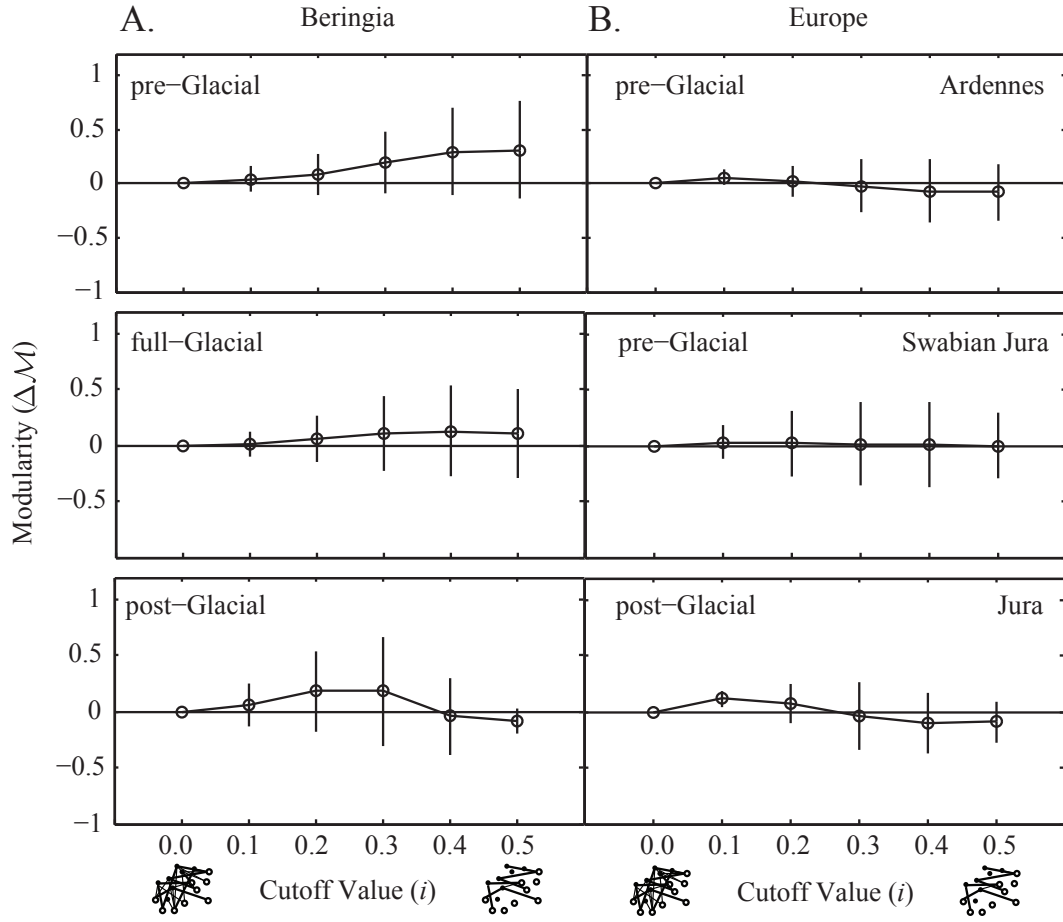 A.
Beringia
B.
Europe
Modularity (Δℳ)
1
0.5
0
−0.5
−1
pre−Glacial
pre−Glacial
Ardennes
1
0.5
0
−0.5
full−Glacial
pre−Glacial
Swabian Jura
1
0.5
0
−0.5
−1
post−Glacial
post−Glacial
Jura
0.0 0.1 0.2 0.3 0.4 0.5
0.0 0.1 0.2 0.3 0.4 0.5
Cutoff Value (i)
Cutoff Value (i)